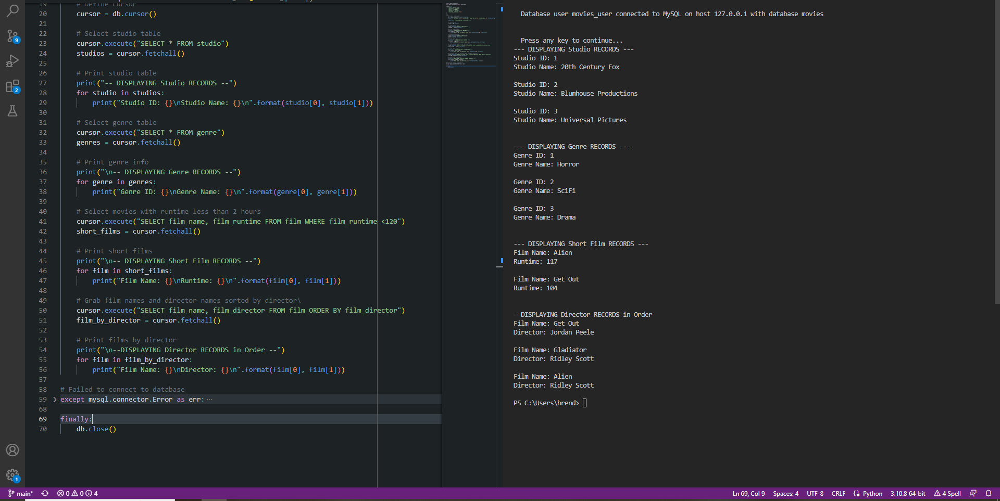 19 # Define cursor
20 cursor = db.cursor()
21
22 # Select studio table
23 cursor.execute("SELECT * FROM studio")
24 studios = cursor.fetchall()
25
26 # Print studio table
27 print("-- DISPLAYING Studio RECORDS --")
28 for studio in studios:
29 print("Studio ID: {}\nStudio Name: {}\n".format(studio[0], studio[1]))
30
31 # Select genre table
32 cursor.execute("SELECT * FROM genre")
33 genres = cursor.fetchall()
34
35 # Print genre info
36 print("\n-- DISPLAYING Genre RECORDS --")
37 for genre in genres:
38 print("Genre ID: {}\nGenre Name: {}\n".format(genre[0], genre[1]))
39
40 # Select movies with runtime less than 2 hours
41 cursor.execute("SELECT film_name, film_runtime FROM film WHERE film_runtime <120")
42 short_films = cursor.fetchall()
43
44 # Print short films
45 print("\n-- DISPLAYING Short Film RECORDS --")
46 for film in short_films:
47 print("Film Name: {}\nRuntime: {}\n".format(film[0], film[1]))
48
49 # Grab film names and director names sorted by director\
50 cursor.execute("SELECT film_name, film_director FROM film ORDER BY film_director")
51 film_by_director = cursor.fetchall()
52
53 # Print films by director
54 print("\n--DISPLAYING Director RECORDS in Order --")
55 for film in film_by_director:
56 print("Film Name: {}\nDirector: {}\n".format(film[0], film[1]))
57
58 # Failed to connect to database
59 except mysql.connector.Error as err: ···
68
69 finally:
70 db.close()
Database user movies_user connected to MySQL on host 127.0.0.1 with database movies
Press any key to continue...
--- DISPLAYING Studio RECORDS ---
Studio ID: 1
Studio Name: 20th Century Fox
Studio ID: 2
Studio Name: Blumhouse Productions
Studio ID: 3
Studio Name: Universal Pictures
--- DISPLAYING Genre RECORDS ---
Genre ID: 1
Genre Name: Horror
Genre ID: 2
Genre Name: SciFi
Genre ID: 3
Genre Name: Drama
--- DISPLAYING Short Film RECORDS ---
Film Name: Alien
Runtime: 117
Film Name: Get Out
Runtime: 104
--DISPLAYING Director RECORDS in Order
Film Name: Get Out
Director: Jordan Peele
Film Name: Gladiator
Director: Ridley Scott
Film Name: Alien
Director: Ridley Scott
PS C:\Users\brend>
9
2
1
main* 0 0 4 Ln 69, Col 9 Spaces: 4 UTF-8 CRLF Python 3.10.8 64-bit 4 Spell